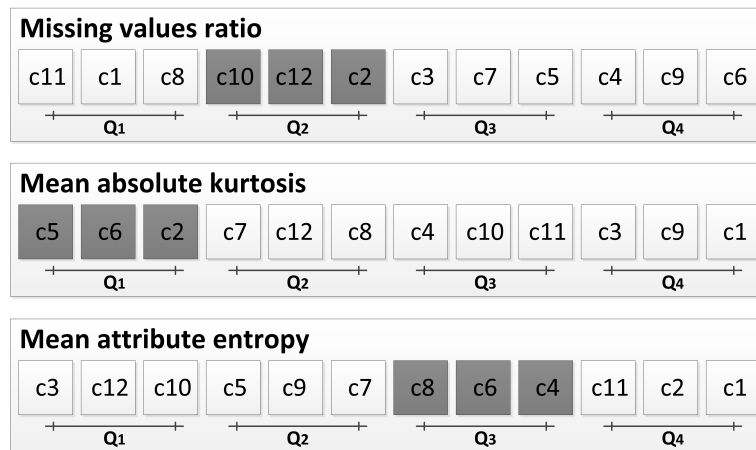 Missing values ratio
c11 c1 c8 c10 c12 c2 c3 c7 c5 c4 c9 c6
Q1 Q2 Q3 Q4
Mean absolute kurtosis
c5 c6 c2 c7 c12 c8 c4 c10 c11 c3 c9 c1
Q1 Q2 Q3 Q4
Mean attribute entropy
c3 c12 c10 c5 c9 c7 c8 c6 c4 c11 c2 c1
Q1 Q2 Q3 Q4